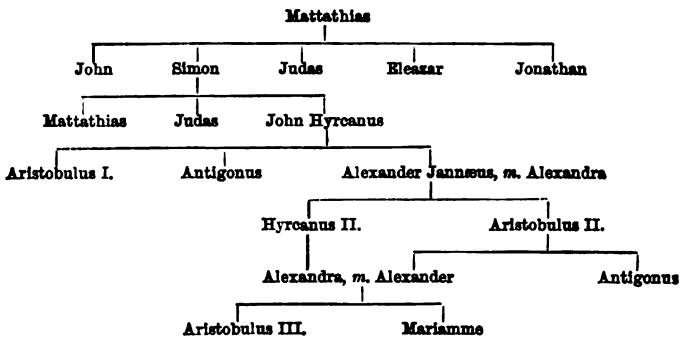 Mattathias
John Simon Judas Eleazar Jonathan
Mattathias Judas John Hyrcanus
Aristobulus I. Antigonus Alexander Jannæus, m. Alexandra
Hyrcanus II. Aristobulus II.
Alexandra, m. Alexander Antigonus
Aristobulus III. Mariamme